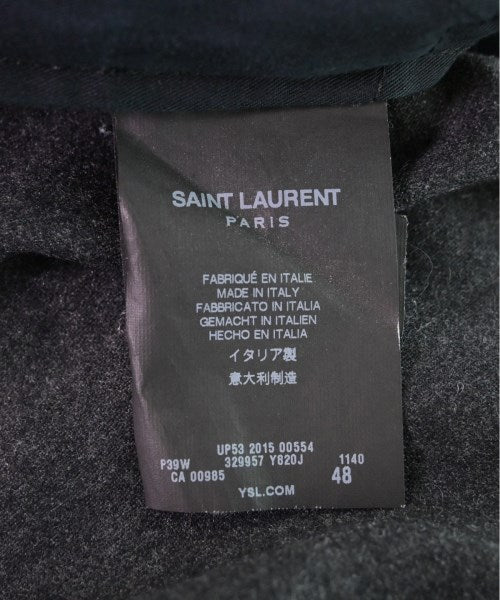 SAINT LAURENT
PARIS
FABRIQUÉ EN ITALIE
MADE IN ITALY
FABBRICATO IN ITALIA
GEMACHT IN ITALIEN
HECHO EN ITALIA
イタリア製
意大利制造
UP53 2015 00554
P39W 329957 Y820J 1140
CA 00985 48
YSL.COM